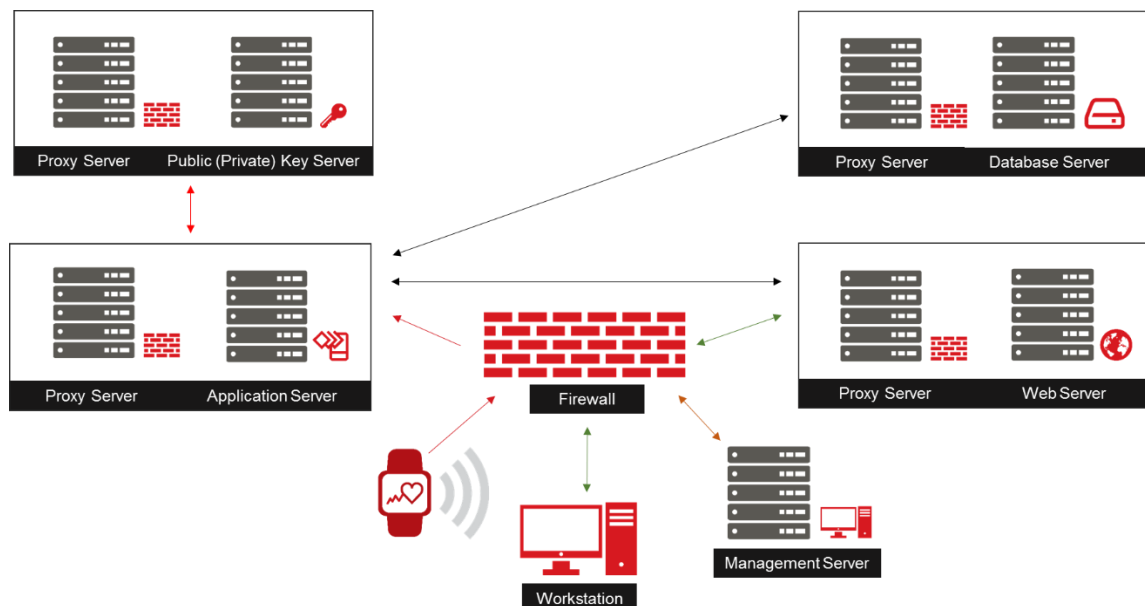 Proxy Server Public (Private) Key Server
Proxy Server Database Server
Proxy Server Application Server
Proxy Server Web Server
Firewall
Management Server
Workstation